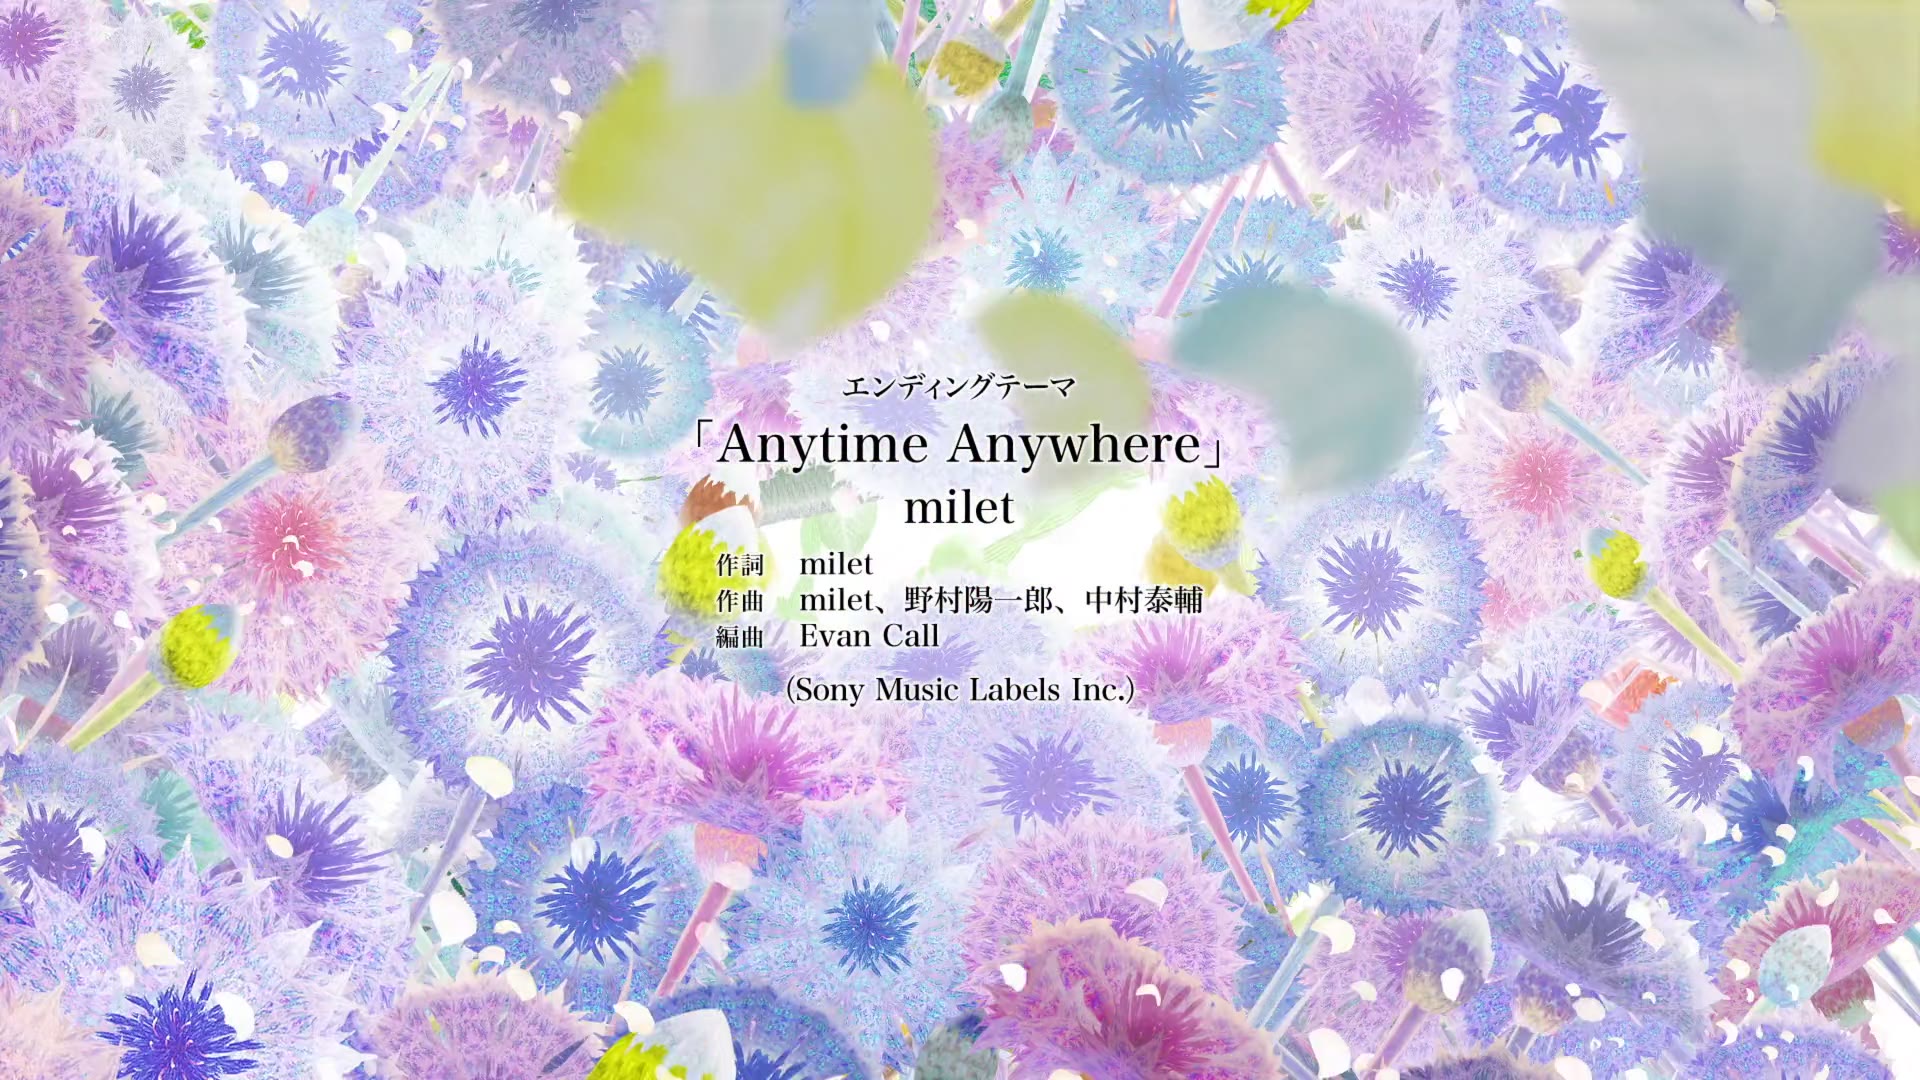 エンディングテーマ
「Anytime Anywhere」
milet
作詞 milet
作曲 milet、野村陽一郎、中村泰輔
編曲 Evan Call
(Sony Music Labels Inc.)